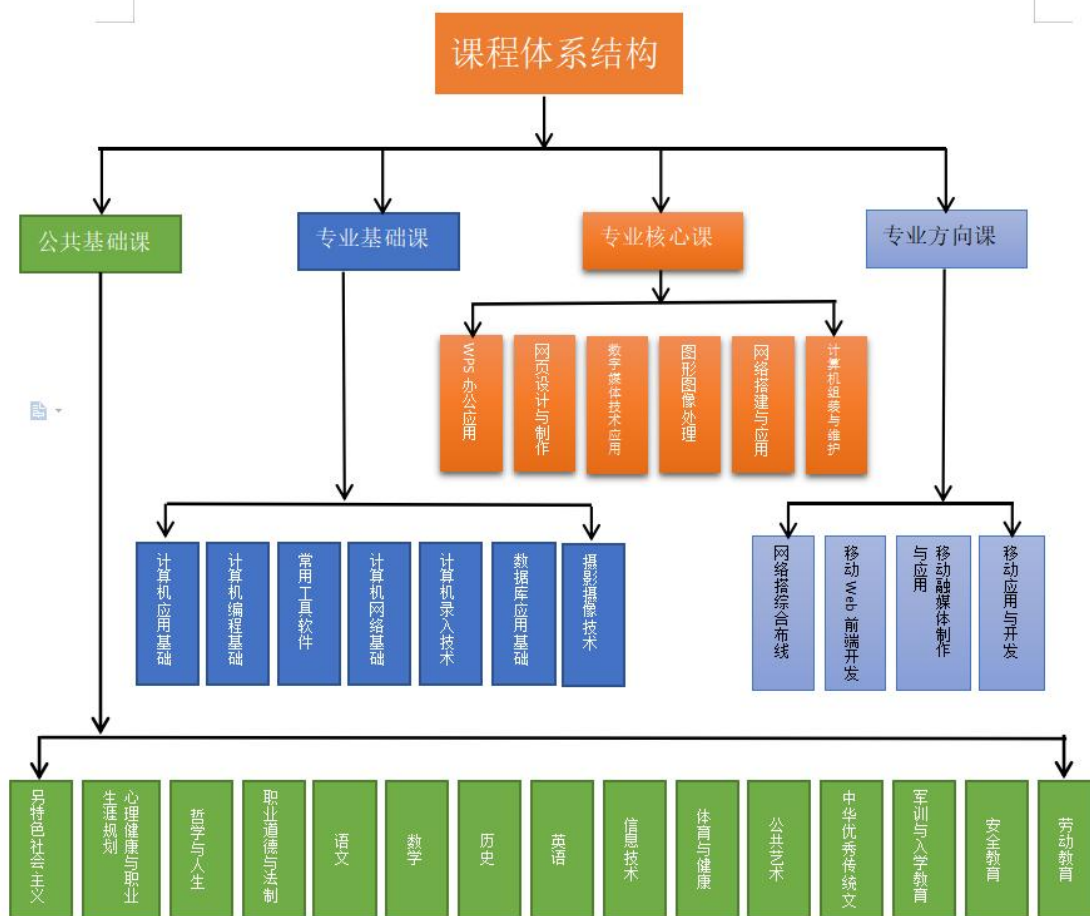 课程体系结构
公共基础课
专业基础课
专业核心课
专业方向课
WPS 办公应用
网页设计与制作
数字媒体技术应用
图形图像处理
网络搭建与应用
计算机组装与维护
计算机应用基础
计算机编程基础
常用工具软件
计算机网络基础
计算机录入技术
数据库应用基础
摄影摄像技术
网络搭综合布线
移动 Web 前端开发
移动融媒体制作
与应用
移动应用与开发
另特色社会主义
心理健康与职业
生涯规划
哲学与人生
职业道德与法制
语文
数学
历史
英语
信息技术
体育与健康
公共艺术
中华优秀传统文
军训与入学教育
安全教育
劳动教育